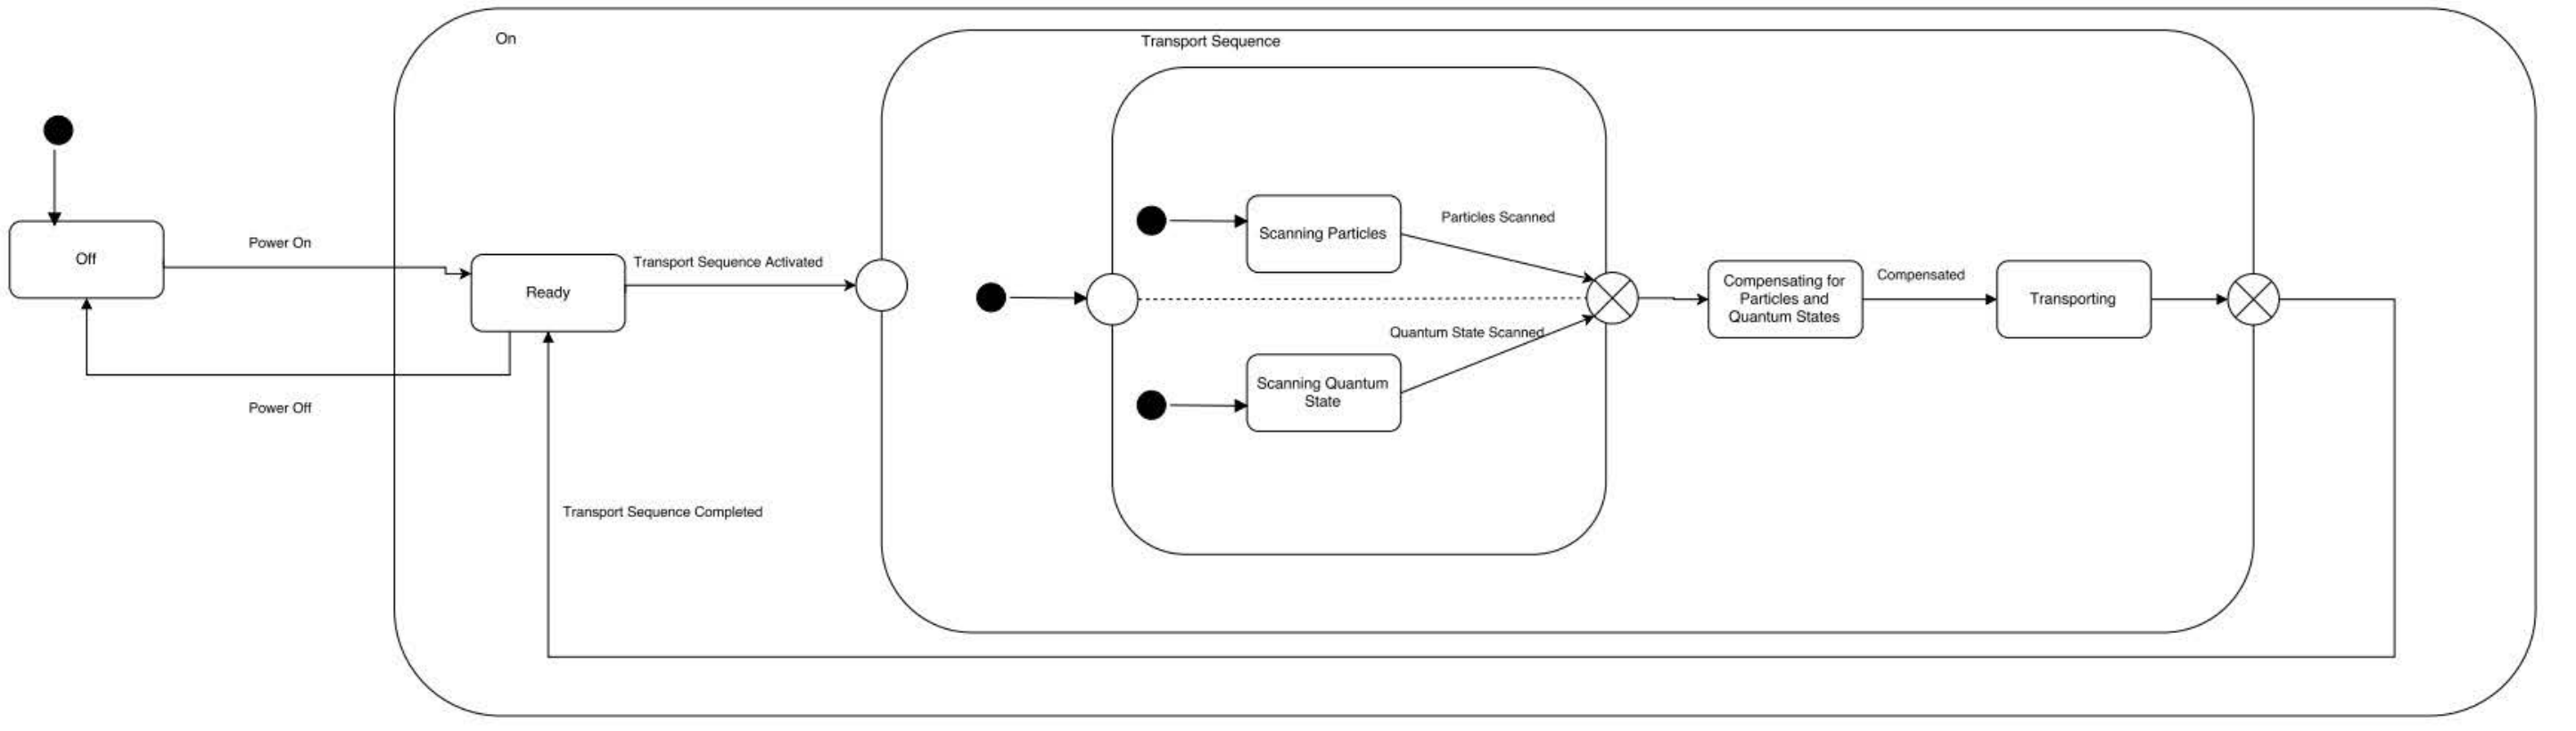 On
Transport Sequence
Off
Power On
Power Off
Ready
Transport Sequence Activated
Transport Sequence Completed
Scanning Particles
Particles Scanned
Quantum State Scanned
Scanning Quantum
State
Compensating for
Particles and
Quantum States
Compensated
Transporting